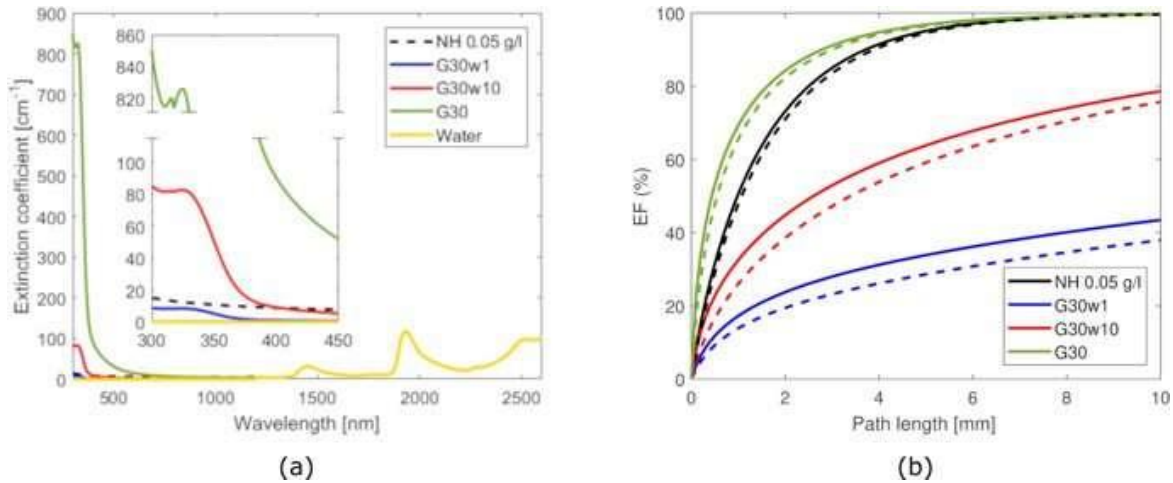 900
800
700
600
500
400
300
200
100
0
Extinction coefficient [cm⁻¹]
860
840
820
100
80
60
40
20
0
300 350 400 450
NH 0.05 g/l
G30w1
G30w10
G30
Water
500 1000 1500 2000 2500
Wavelength [nm]
(a)
100
80
60
40
20
0
EF (%)
NH 0.05 g/l
G30w1
G30w10
G30
0 2 4 6 8 10
Path length [mm]
(b)